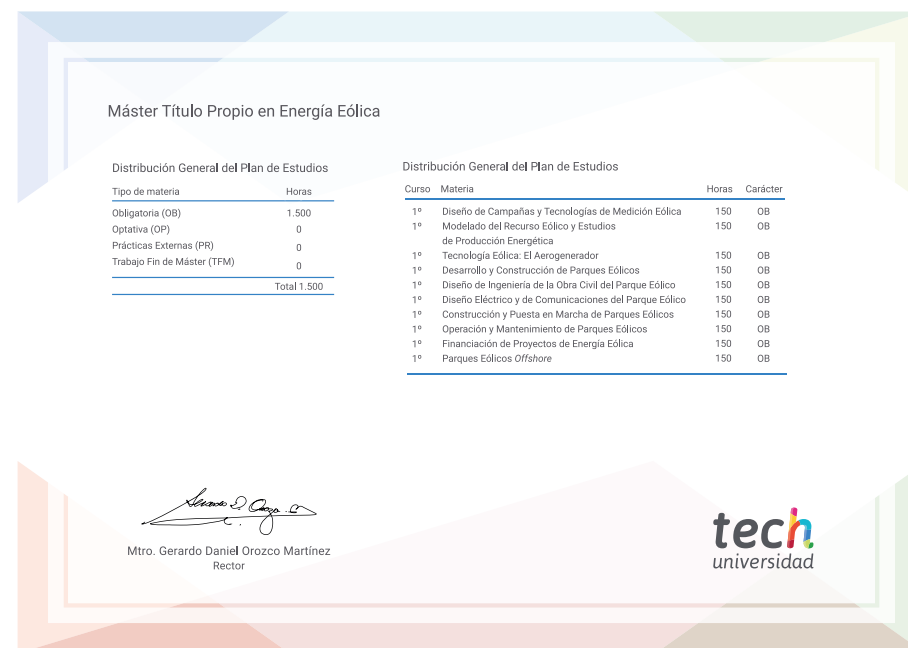 Máster Título Propio en Energía Eólica
Distribución General del Plan de Estudios
Tipo de materia Horas
Obligatoria (OB) 1.500
Optativa (OP) 0
Prácticas Externas (PR) 0
Trabajo Fin de Máster (TFM) 0
Total 1.500
Distribución General del Plan de Estudios
Curso Materia Horas Carácter
1º Diseño de Campañas y Tecnologías de Medición Eólica 150 OB
1º Modelado del Recurso Eólico y Estudios 150 OB
de Producción Energética
1º Tecnología Eólica: El Aerogenerador 150 OB
1º Desarrollo y Construcción de Parques Eólicos 150 OB
1º Diseño de Ingeniería de la Obra Civil del Parque Eólico 150 OB
1º Diseño Eléctrico y de Comunicaciones del Parque Eólico 150 OB
1º Construcción y Puesta en Marcha de Parques Eólicos 150 OB
1º Operación y Mantenimiento de Parques Eólicos 150 OB
1º Financiación de Proyectos de Energía Eólica 150 OB
1º Parques Eólicos Offshore 150 OB
Mtro. Gerardo Daniel Orozco Martínez
Rector
tech
universidad